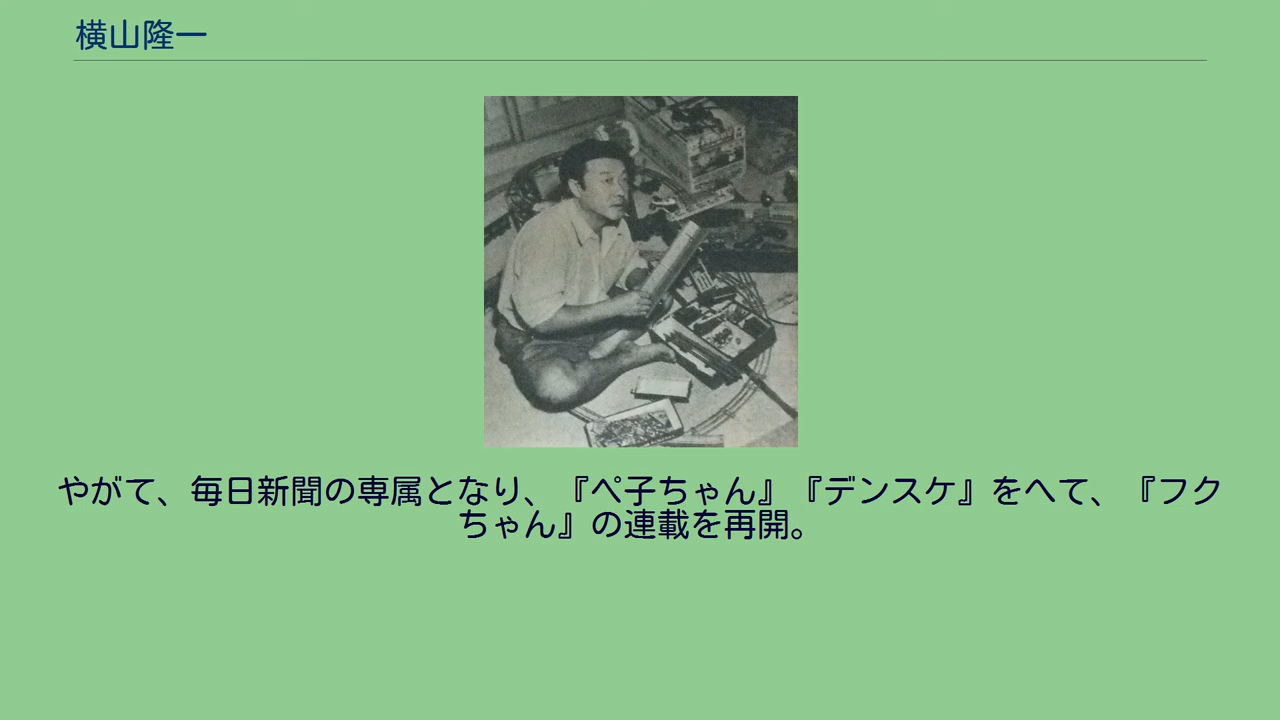 横山隆一
やがて、毎日新聞の専属となり、『ペ子ちゃん』『デンスケ』をへて、『フク
ちゃん』の連載を再開。